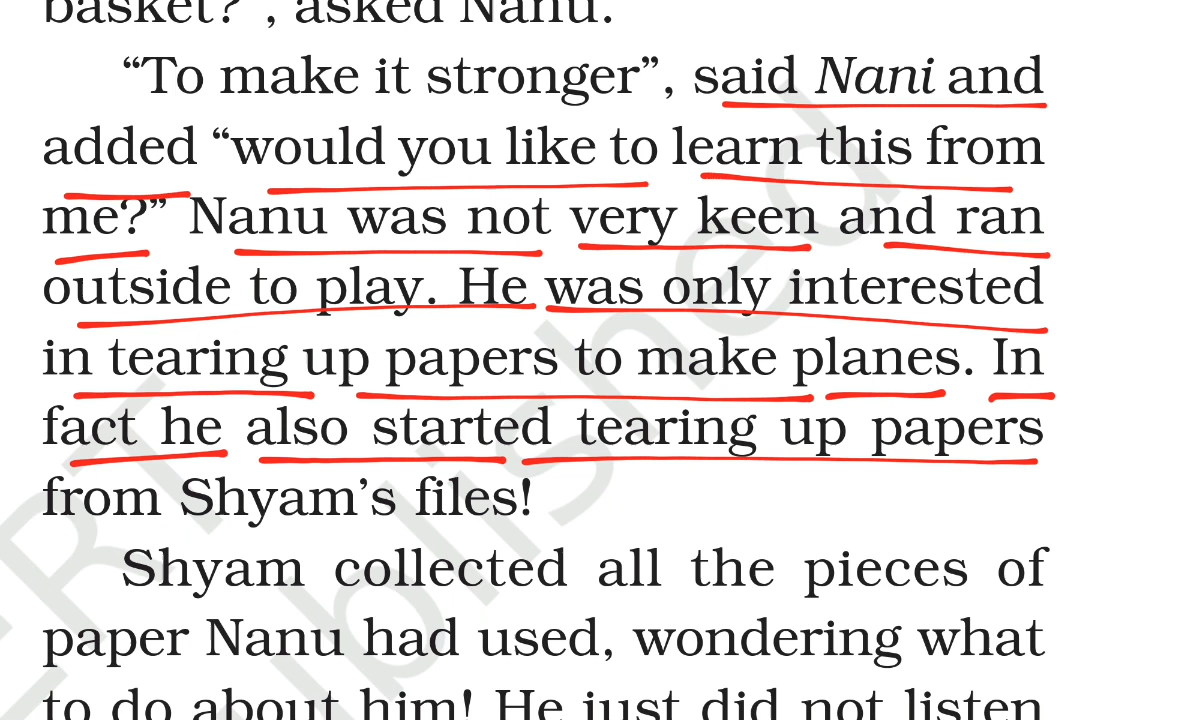 basket?", asked Nanu.
“To make it stronger”, said Nani and
added “would you like to learn this from
me?” Nanu was not very keen and ran
outside to play. He was only interested
in tearing up papers to make planes. In
fact he also started tearing up papers
from Shyam’s files!
Shyam collected all the pieces of
paper Nanu had used, wondering what
to do about him! He just did not listen